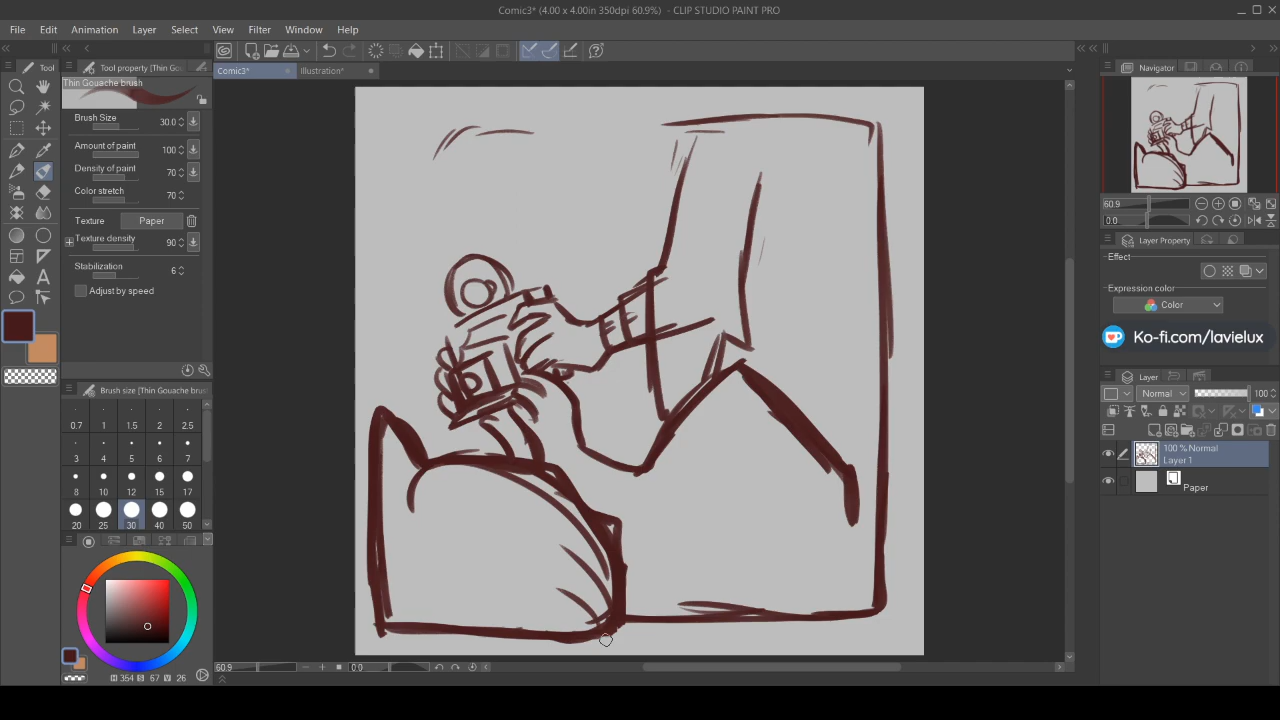 Comic3* (4.00 x 4.00in 350dpi 60.9%) - CLIP STUDIO PAINT PRO
File Edit Animation Layer Select View Filter Window Help
Tool
Tool property [Thin Go
Comic3*
Illustration*
Navigator
Thin Gouache brush
Brush Size 30.0
Amount of paint 100
Density of paint 70
Color stretch 70
Texture Paper
Texture density 90
Stabilization 6
Adjust by speed
Brush size [Thin Gouache brus
0.7 1 1.5 2 2.5
3 4 5 6 7
8 10 12 15 17
20 25 30 40 50
H 354 S 67 V 26
60.9 0.0
60.9
0.0
Layer Property
Effect
Expression color
Color
Ko-fi.com/lavielux
Layer
Normal 100
100 % Normal
Layer 1
Paper